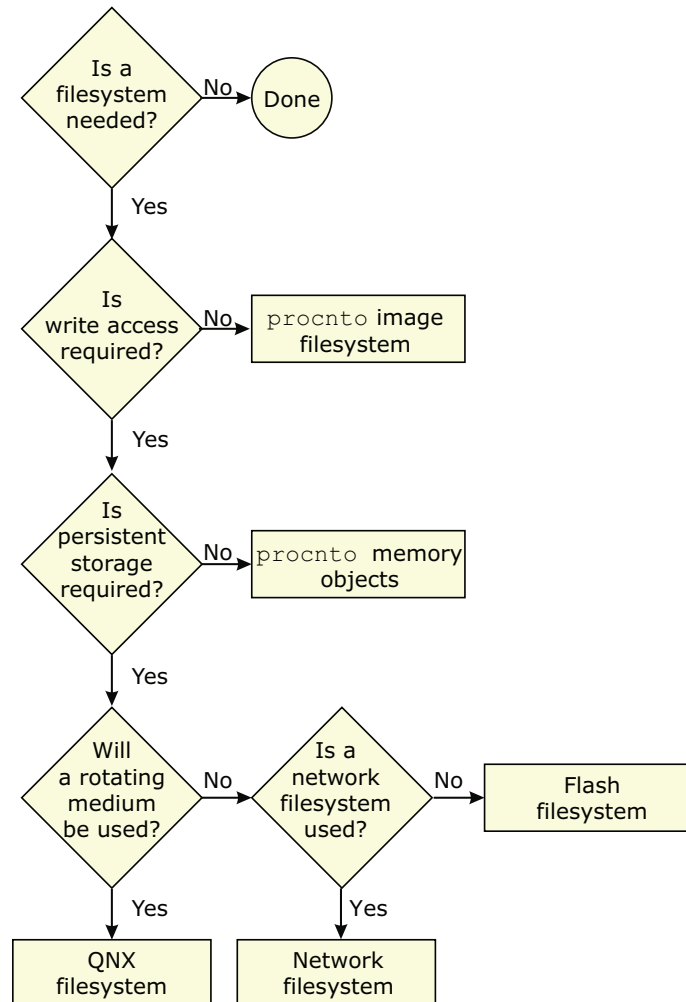 Is a
filesystem
needed?
No
Done
Yes
Is
write access
required?
No
procnto image
filesystem
Yes
Is
persistent
storage
required?
No
procnto memory
objects
Yes
Will
a rotating
medium
be used?
No
Is a
network
filesystem
used?
No
Flash
filesystem
Yes
Yes
QNX
filesystem
Network
filesystem